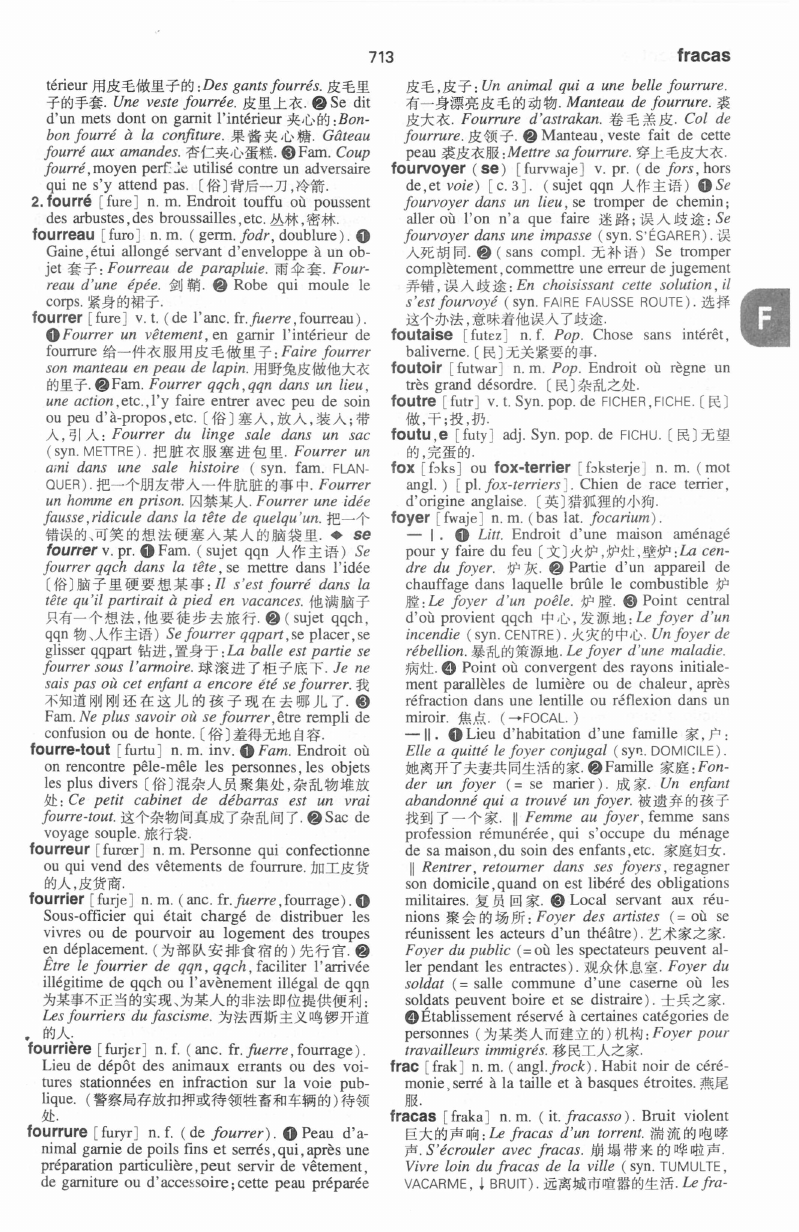 713
fracas
térieur 用皮毛做里子的:Des gants fourrés. 皮毛里
子的手套. Une veste fourrée. 皮里上衣. ❷ Se dit
d'un mets dont on garnit l'intérieur 夹心的:Bon-
bon fourré à la confiture. 果酱夹心糖. Gâteau
fourré aux amandes. 杏仁夹心蛋糕. ❸ Fam. Coup
fourré, moyen perfide utilisé contre un adversaire
qui ne s'y attend pas. 〔俗〕背后一刀,冷箭.
2. fourré [fure] n. m. Endroit touffu où poussent
des arbustes, des broussailles, etc. 丛林,密林.
fourreau [furo] n. m. ( germ. fodr, doublure). ❶
Gaine, étui allongé servant d'enveloppe à un ob-
jet 套子: Fourreau de parapluie. 雨伞套. Four-
reau d'une épée. 剑鞘. ❷ Robe qui moule le
corps. 紧身的裙子.
fourrer [fure] v. t. (de l'anc. fr. fuerre, fourreau).
❶ Fourrer un vêtement, en garnir l'intérieur de
fourrure 给一件衣服用皮毛做里子: Faire fourrer
son manteau en peau de lapin. 用野兔皮做他大衣
的里子. ❷ Fam. Fourrer qqch, qqn dans un lieu,
une action, etc., l'y faire entrer avec peu de soin
ou peu d'à-propos, etc. 〔俗〕塞入,放入,装入;带
入,引入: Fourrer du linge sale dans un sac
(syn. METTRE). 把脏衣服塞进包里. Fourrer un
ami dans une sale histoire ( syn. fam. FLAN-
QUER). 把一个朋友带入一件肮脏的事中. Fourrer
un homme en prison. 囚禁某人. Fourrer une idée
fausse, ridicule dans la tête de quelqu'un. 把一个
错误的、可笑的想法硬塞入某人的脑袋里. ◆ se
fourrer v. pr. ❶ Fam. (sujet qqn 人作主语) Se
fourrer qqch dans la tête, se mettre dans l'idée
〔俗〕脑子里硬要想某事: Il s'est fourré dans la
tête qu'il partirait à pied en vacances. 他满脑子
只有一个想法,他要徒步去旅行. ❷ (sujet qqch,
qqn 物、人作主语) Se fourrer qqpart, se placer, se
glisser qqpart 钻进,置身于: La balle est partie se
fourrer sous l'armoire. 球滚进了柜子底下. Je ne
sais pas où cet enfant a encore été se fourrer. 我
不知道刚刚还在这儿的孩子现在去哪儿了. ❸
Fam. Ne plus savoir où se fourrer, être rempli de
confusion ou de honte. 〔俗〕羞得无地自容.
fourre-tout [furtu] n. m. inv. ❶ Fam. Endroit où
on rencontre pêle-mêle les personnes, les objets
les plus divers 〔俗〕混杂人员聚集处,杂乱物堆放
处: Ce petit cabinet de débarras est un vrai
fourre-tout. 这个杂物间真成了杂乱间了. ❷ Sac de
voyage souple. 旅行袋.
fourreur [furœr] n. m. Personne qui confectionne
ou qui vend des vêtements de fourrure. 加工皮货
的人,皮货商.
fourrier [furje] n. m. (anc. fr. fuerre, fourrage). ❶
Sous-officier qui était chargé de distribuer les
vivres ou de pourvoir au logement des troupes
en déplacement. (为部队安排食宿的)先行官. ❷
Être le fourrier de qqn, qqch, faciliter l'arrivée
illégitime de qqch ou l'avènement illégal de qqn
为某事不正当的实现、为某人的非法即位提供便利:
Les fourriers du fascisme. 为法西斯主义鸣锣开道
的人.
fourrière [furjɛr] n. f. ( anc. fr. fuerre, fourrage).
Lieu de dépôt des animaux errants ou des voi-
tures stationnées en infraction sur la voie pub-
lique. (警察局存放扣押或待领牲畜和车辆的)待领
处.
fourrure [furyr] n. f. (de fourrer). ❶ Peau d'a-
nimal garnie de poils fins et serrés, qui, après une
préparation particulière, peut servir de vêtement,
de garniture ou d'accessoire; cette peau préparée
皮毛,皮子: Un animal qui a une belle fourrure.
有一身漂亮皮毛的动物. Manteau de fourrure. 裘
皮大衣. Fourrure d'astrakan. 卷毛羔皮. Col de
fourrure. 皮领子. ❷ Manteau, veste fait de cette
peau 裘皮衣服: Mettre sa fourrure. 穿上毛皮大衣.
fourvoyer (se) [furvwaje] v. pr. (de fors, hors
de, et voie) [c. 3]. (sujet qqn 人作主语) ❶ Se
fourvoyer dans un lieu, se tromper de chemin;
aller où l'on n'a que faire 迷路;误入歧途: Se
fourvoyer dans une impasse (syn. S'ÉGARER). 误
入死胡同. ❷ (sans compl. 无补语) Se tromper
complètement, commettre une erreur de jugement
弄错,误入歧途: En choisissant cette solution, il
s'est fourvoyé (syn. FAIRE FAUSSE ROUTE). 选择
这个办法,意味着他误入了歧途.
foutaise [futez] n. f. Pop. Chose sans intérêt,
baliverne. 〔民〕无关紧要的事.
foutoir [futwar] n. m. Pop. Endroit où règne un
très grand désordre. 〔民〕杂乱之处.
foutre [futr] v. t. Syn. pop. de FICHER, FICHE. 〔民〕
做,干;投,扔.
foutu, e [futy] adj. Syn. pop. de FICHU. 〔民〕无望
的,完蛋的.
fox [fɔks] ou fox-terrier [fɔksterje] n. m. (mot
angl.) [pl. fox-terriers]. Chien de race terrier,
d'origine anglaise. 〔英〕猎狐狸的小狗.
foyer [fwaje] n. m. (bas lat. focarium).
— I. ❶ Litt. Endroit d'une maison aménagé
pour y faire du feu 〔文〕火炉,炉灶,壁炉: La cen-
dre du foyer. 炉灰. ❷ Partie d'un appareil de
chauffage dans laquelle brûle le combustible 炉
膛: Le foyer d'un poêle. 炉膛. ❸ Point central
d'où provient qqch 中心,发源地: Le foyer d'un
incendie (syn. CENTRE). 火灾的中心. Un foyer de
rébellion. 暴乱的策源地. Le foyer d'une maladie.
病灶. ❹ Point où convergent des rayons initiale-
ment parallèles de lumière ou de chaleur, après
réfraction dans une lentille ou réflexion dans un
miroir. 焦点. (→FOCAL.)
— II. ❶ Lieu d'habitation d'une famille 家,户:
Elle a quitté le foyer conjugal (syn. DOMICILE).
她离开了夫妻共同生活的家. ❷ Famille 家庭: Fon-
der un foyer (= se marier). 成家. Un enfant
abandonné qui a trouvé un foyer. 被遗弃的孩子
找到了一个家. ‖ Femme au foyer, femme sans
profession rémunérée, qui s'occupe du ménage
de sa maison, du soin des enfants, etc. 家庭妇女.
‖ Rentrer, retourner dans ses foyers, regagner
son domicile, quand on est libéré des obligations
militaires. 复员回家. ❸ Local servant aux réu-
nions 聚会的场所: Foyer des artistes (= où se
réunissent les acteurs d'un théâtre). 艺术家之家.
Foyer du public (= où les spectateurs peuvent al-
ler pendant les entractes). 观众休息室. Foyer du
soldat (= salle commune d'une caserne où les
soldats peuvent boire et se distraire). 士兵之家.
❹ Établissement réservé à certaines catégories de
personnes (为某类人而建立的)机构: Foyer pour
travailleurs immigrés. 移民工人之家.
frac [frak] n. m. (angl. frock). Habit noir de céré-
monie, serré à la taille et à basques étroites. 燕尾
服.
fracas [fraka] n. m. (it. fracasso). Bruit violent
巨大的声响: Le fracas d'un torrent. 湍流的咆哮
声. S'écrouler avec fracas. 崩塌带来的哗啦声.
Vivre loin du fracas de la ville (syn. TUMULTE,
VACARME, ↓ BRUIT). 远离城市喧嚣的生活. Le fra-
F